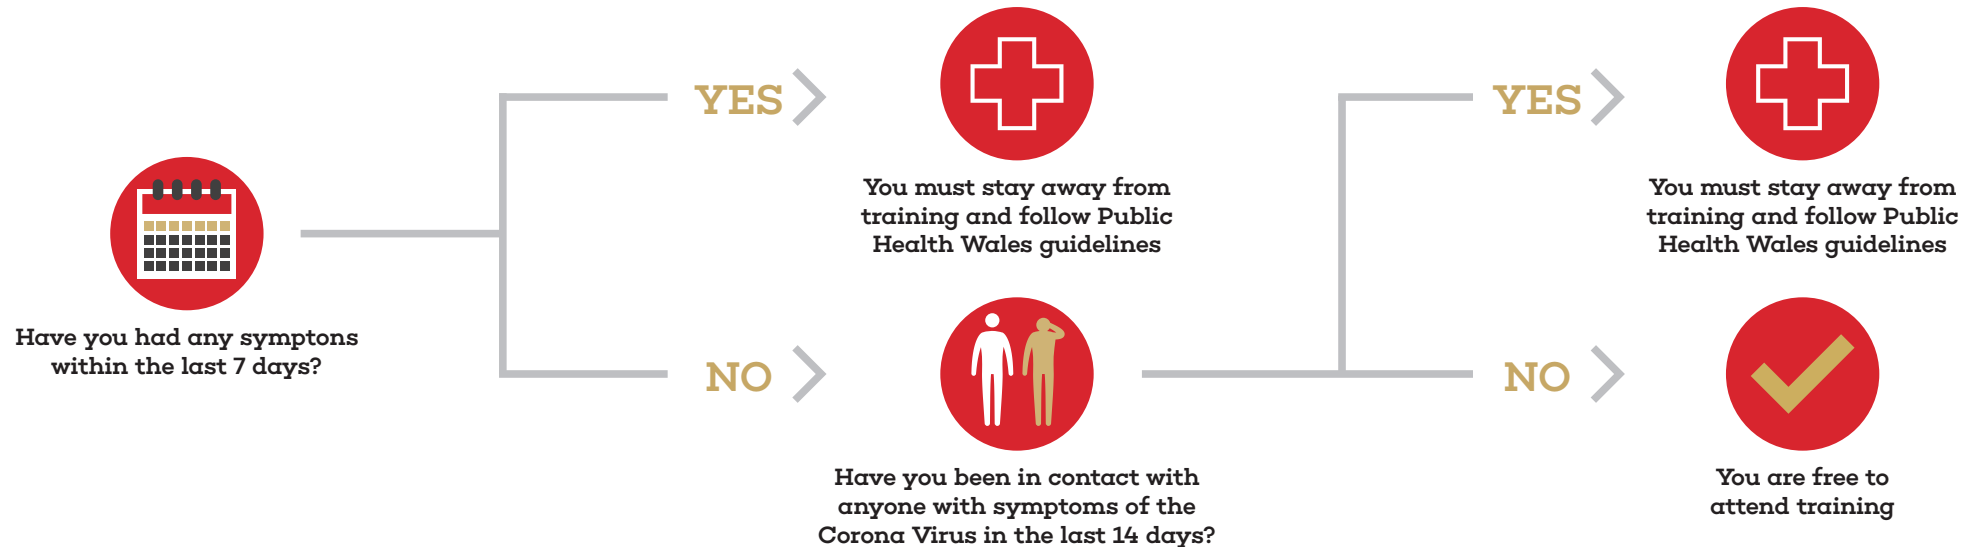 Have you had any symptons
within the last 7 days?
YES
You must stay away from
training and follow Public
Health Wales guidelines
NO
Have you been in contact with
anyone with symptoms of the
Corona Virus in the last 14 days?
YES
You must stay away from
training and follow Public
Health Wales guidelines
NO
You are free to
attend training